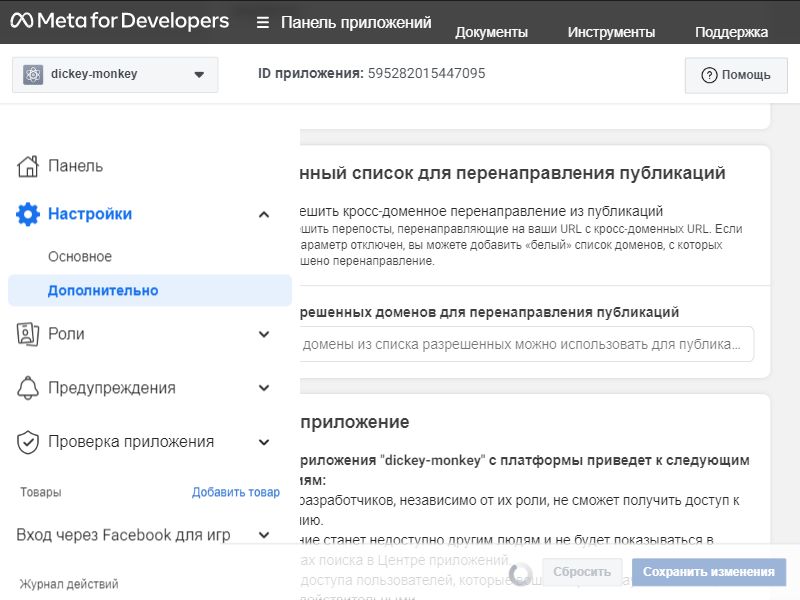 Meta for Developers
Панель приложений
Документы
Инструменты
Поддержка
dickey-monkey
ID приложения: 595282015447095
Помощь
Панель
Настройки
Основное
Дополнительно
Роли
Предупреждения
Проверка приложения
Товары
Добавить товар
Вход через Facebook для игр
Журнал действий
нный список для перенаправления публикаций
ешить кросс-доменное перенаправление из публикаций
ошить перепосты, перенаправляющие на ваши URL с кросс-доменных URL. Если
араметр отключен, вы можете добавить «белый» список доменов, с которых
шено перенаправление.
решенных доменов для перенаправления публикаций
домены из списка разрешенных можно использовать для публика...
приложение
риложения "dickey-monkey" с платформы приведет к следующим
иям:
разработчиков, независимо от их роли, не сможет получить доступ к
нию.
ние станет недоступно другим людям и не будет показываться в
ах поиска в Центре приложений
доступа пользователей, которые
действительными
Сбросить
Сохранить изменения